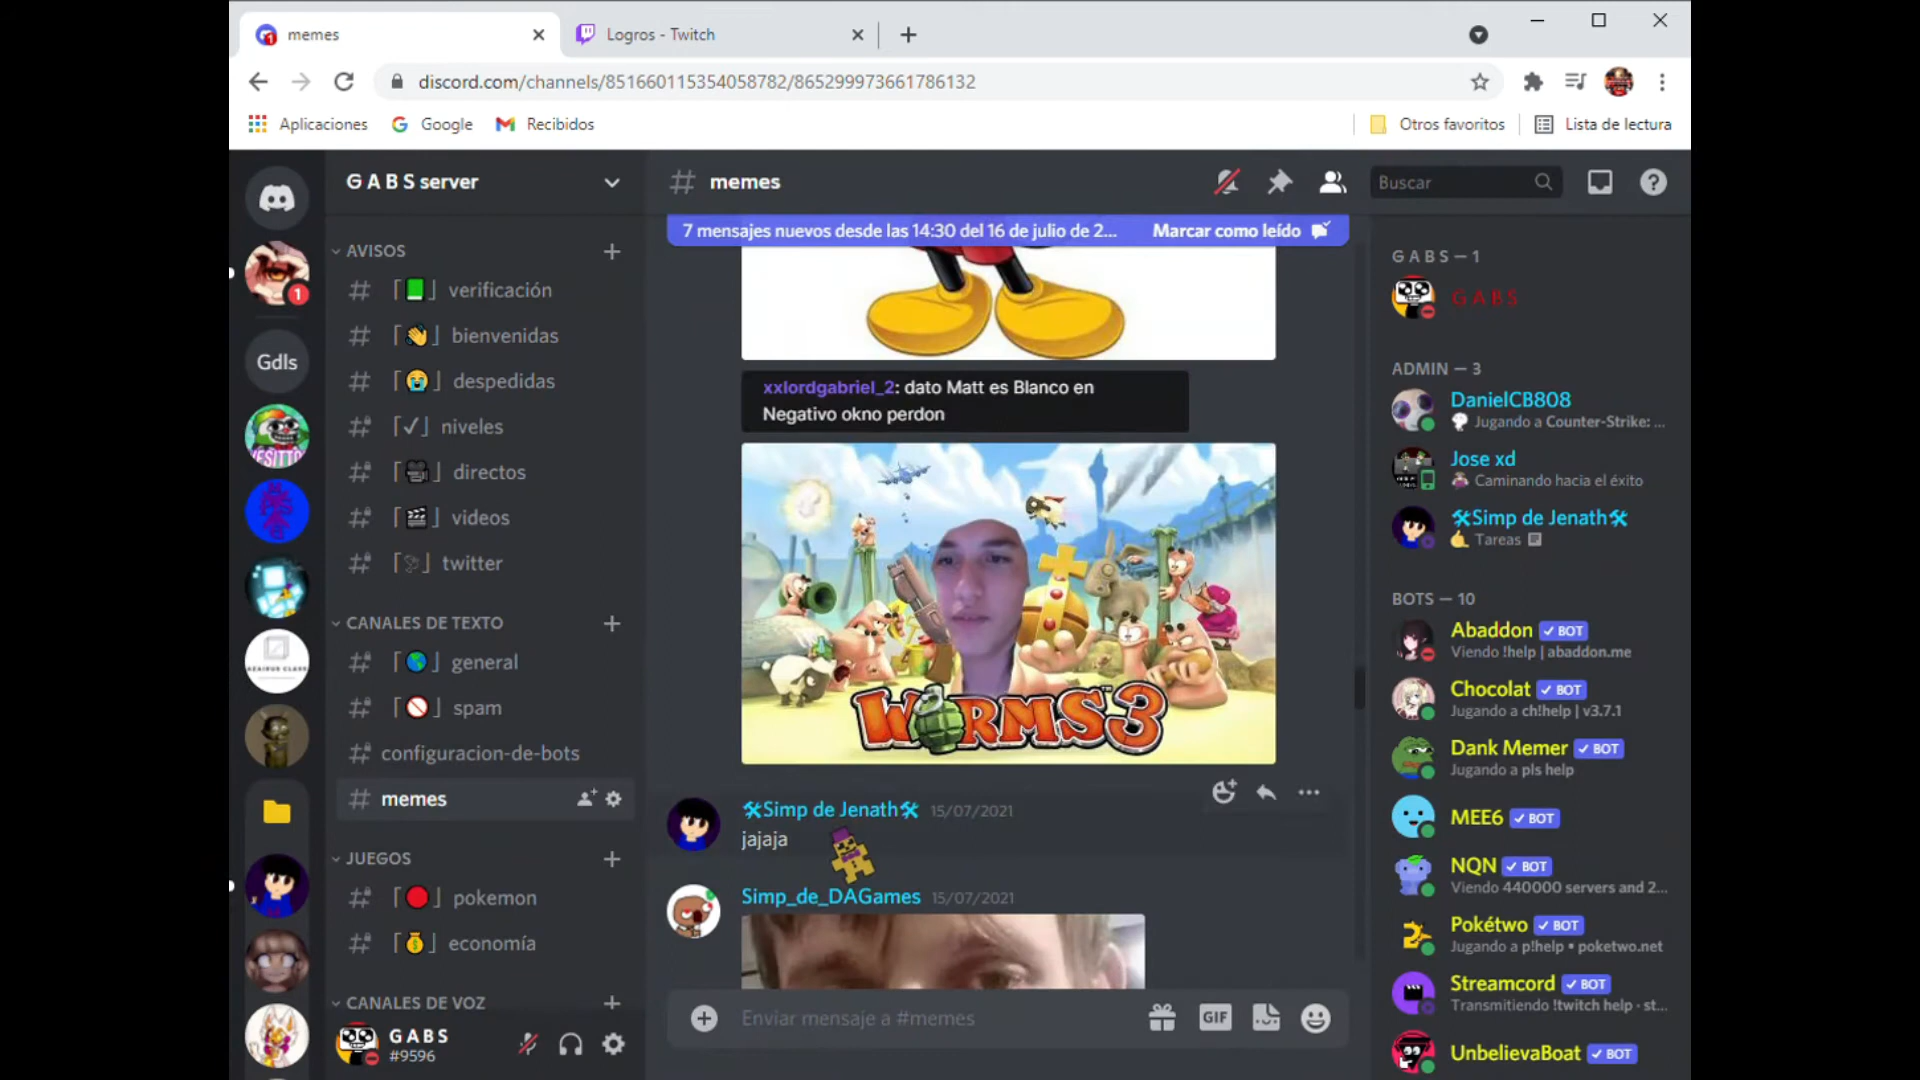 memes
Logros - Twitch
discord.com/channels/851660115354058782/865299973661786132
Aplicaciones
Google
Recibidos
Otros favoritos
Lista de lectura
G A B S server
# memes
Buscar
7 mensajes nuevos desde las 14:30 del 16 de julio de 2...
Marcar como leído
1
Gdls
AVISOS
verificación
bienvenidas
despedidas
niveles
directos
videos
twitter
CANALES DE TEXTO
general
spam
configuracion-de-bots
memes
JUEGOS
pokemon
economía
CANALES DE VOZ
G A B S
#9596
xxlordgabriel_2: dato Matt es Blanco en
Negativo okno perdon
WORMS 3
Simp de Jenath 15/07/2021
jajaja
Simp_de_DAGames 15/07/2021
Enviar mensaje a #memes
GIF
G A B S — 1
G A B S
ADMIN — 3
DanielCB808
Jugando a Counter-Strike: ...
Jose xd
Caminando hacia el éxito
Simp de Jenath
Tareas
BOTS — 10
Abaddon BOT
Viendo !help | abaddon.me
Chocolat BOT
Jugando a ch!help | v3.7.1
Dank Memer BOT
Jugando a pls help
MEE6 BOT
NQN BOT
Viendo 440000 servers and 2...
Pokétwo BOT
Jugando a p!help • poketwo.net
Streamcord BOT
Transmitiendo !twitch help · st...
UnbelievaBoat BOT